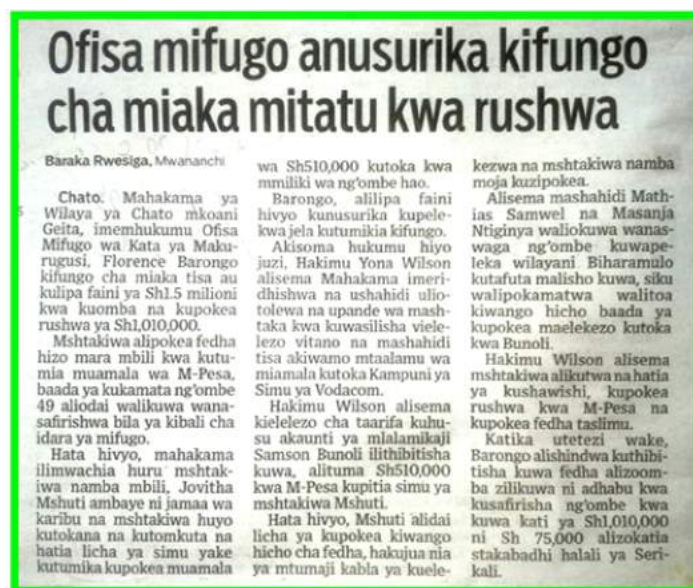 Ofisa mifugo anusurika kifungo
cha miaka mitatu kwa rushwa
Baraka Rwesiga, Mwananchi
Chato. Mahakama ya
Wilaya ya Chato mkoani
Geita, imemhukumu Ofisa
Mifugo wa Kata ya Maku-
rugusi, Florence Barongo
kifungo cha miaka tisa au
kulipa faini ya Sh1.5 milioni
kwa kuomba na kupokea
rushwa ya Sh1,010,000.
Mshtakiwa alipokea fedha
hizo mara mbili kwa kutu-
mia muamala wa M-Pesa,
baada ya kukamata ng'ombe
49 aliodai walikuwa wana-
safirishwa bila ya kibali cha
idara ya mifugo.
Hata hivyo, mahakama
ilimwachia huru mshtak-
iwa namba mbili, Jovitha
Mshuti ambaye ni jamaa wa
karibu na mshtakiwa huyo
kutokana na kutomkuta na
hatia licha ya simu yake
kutumika kupokea muamala
wa Sh510,000 kutoka kwa
mmiliki wa ng'ombe hao.
Barongo, alilipa faini
hivyo kunusurika kupele-
kwa jela kutumikia kifungo.
Akisoma hukumu hiyo
juzi, Hakimu Yona Wilson
alisema Mahakama imeri-
dhishwa na ushahidi ulio-
tolewa na upande wa mash-
taka kwa kuwasilisha viele-
lezo vitano na mashahidi
tisa akiwamo mtaalamu wa
miamala kutoka Kampuni ya
Simu ya Vodacom.
Hakimu Wilson alisema
kielelezo cha taarifa kuhu-
su akaunti ya mlalamikaji
Samson Bunoli ilithibitisha
kuwa, alituma Sh510,000
kwa M-Pesa kupitia simu ya
mshtakiwa Mshuti.
Hata hivyo, Mshuti alidai
licha ya kupokea kiwango
hicho cha fedha, hakujua nia
ya mtumaji kabla ya kuele-
kezwa na mshtakiwa namba
moja kuzipokea.
Alisema mashahidi Math-
ias Samwel na Masanja
Ntiginya waliokuwa wanas-
waga ng'ombe kuwape-
leka wilayani Biharamulo
kutafuta malisho kuwa, siku
walipokamatwa walitoa
kiwango hicho baada ya
kupokea maelekezo kutoka
kwa Bunoli.
Hakimu Wilson alisema
mshtakiwa alikutwa na hatia
ya kushawishi, kupokea
rushwa kwa M-Pesa na
kupokea fedha taslimu.
Katika utetezi wake,
Barongo alishindwa kuthibi-
tisha kuwa fedha alizoom-
ba zilikuwa ni adhabu kwa
kusafirisha ng'ombe kwa
kuwa kati ya Sh1,010,000
ni Sh 75,000 alizokatia
stakabadhi halali ya Seri-
kali.